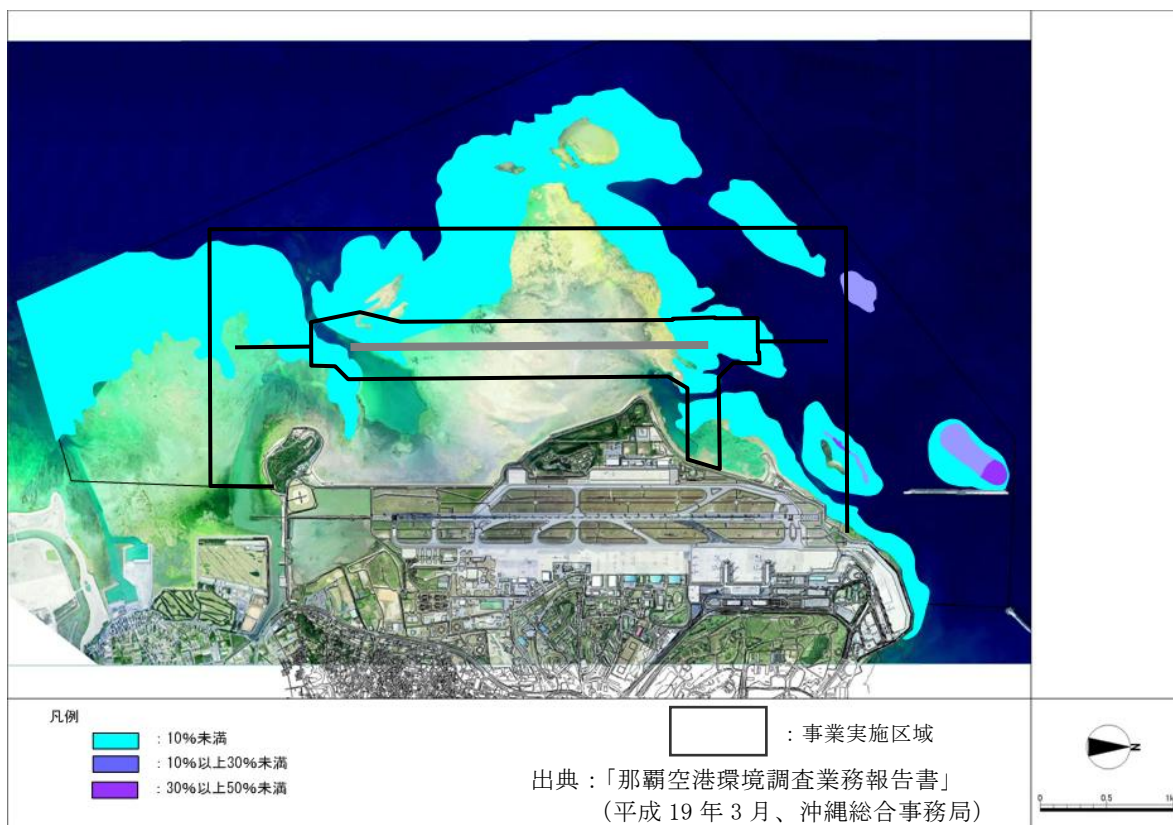 凡例
：10%未満
：10%以上30%未満
：30%以上50%未満
：事業実施区域
出典：「那覇空港環境調査業務報告書」
（平成 19 年 3 月、沖縄総合事務局）
N
0 0.5 1k